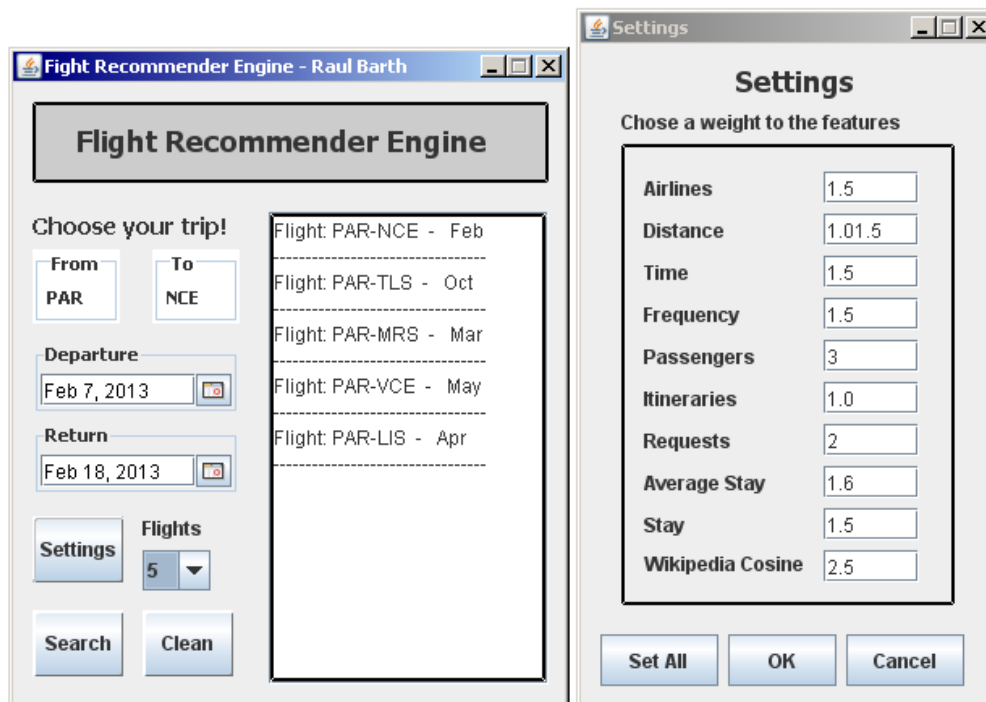 Fight Recommender Engine - Raul Barth
Flight Recommender Engine
Choose your trip!
From
PAR
To
NCE
Departure
Feb 7, 2013
Return
Feb 18, 2013
Settings
Flights
5
Search
Clean
Flight: PAR-NCE - Feb
--------------------------------
Flight: PAR-TLS - Oct
--------------------------------
Flight: PAR-MRS - Mar
--------------------------------
Flight: PAR-VCE - May
--------------------------------
Flight: PAR-LIS - Apr
--------------------------------
Settings
Settings
Chose a weight to the features
Airlines 1.5
Distance 1.01.5
Time 1.5
Frequency 1.5
Passengers 3
Itineraries 1.0
Requests 2
Average Stay 1.6
Stay 1.5
Wikipedia Cosine 2.5
Set All
OK
Cancel